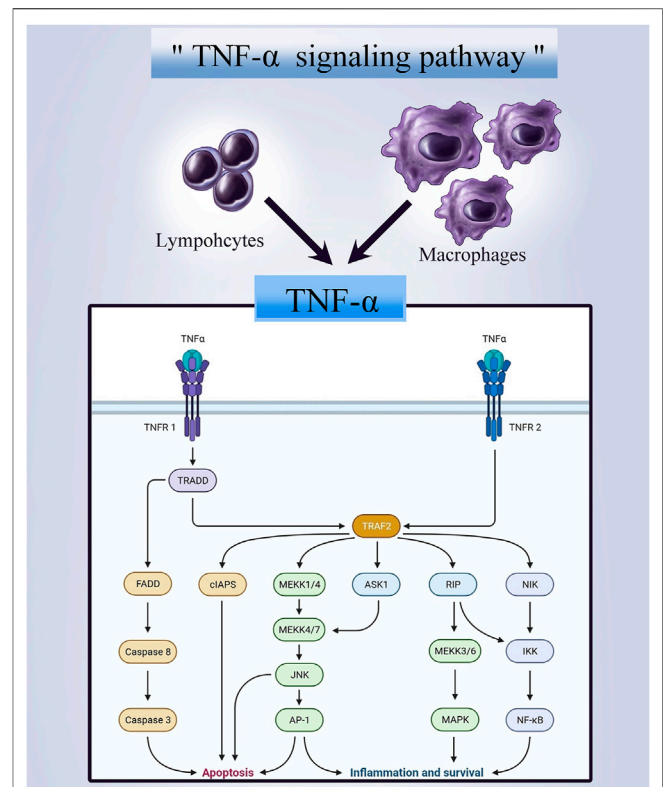 " TNF-α signaling pathway "
Lympohcytes
Macrophages
TNF-α
TNFα
TNFα
TNFR 1
TNFR 2
TRADD
TRAF2
FADD
cIAPS
MEKK1/4
ASK1
RIP
NIK
MEKK4/7
Caspase 8
MEKK3/6
IKK
JNK
Caspase 3
AP-1
MAPK
NF-κB
Apoptosis
Inflammation and survival